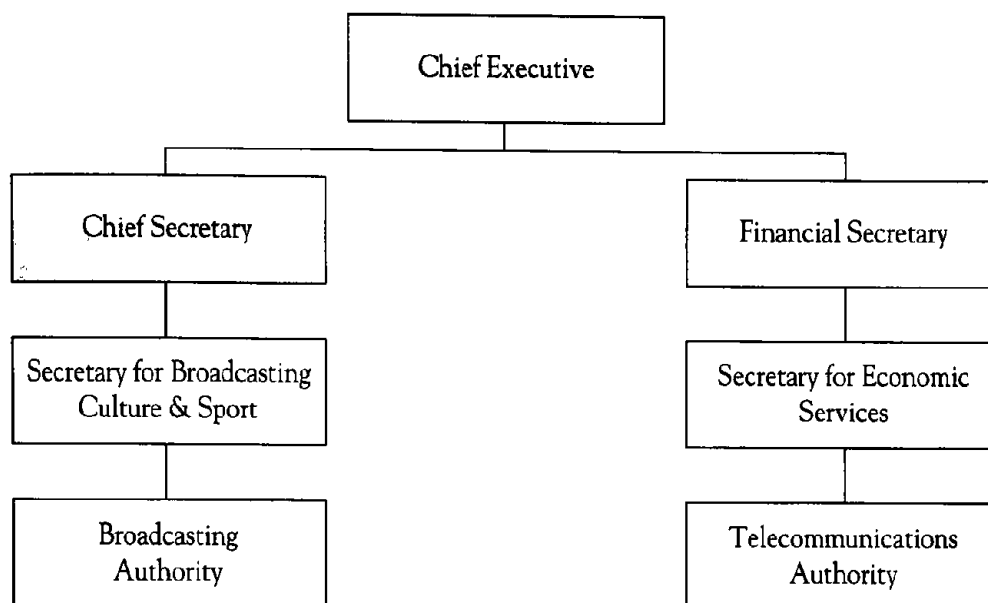 Chief Executive
Chief Secretary
Financial Secretary
Secretary for Broadcasting
Culture & Sport
Secretary for Economic
Services
Broadcasting
Authority
Telecommunications
Authority